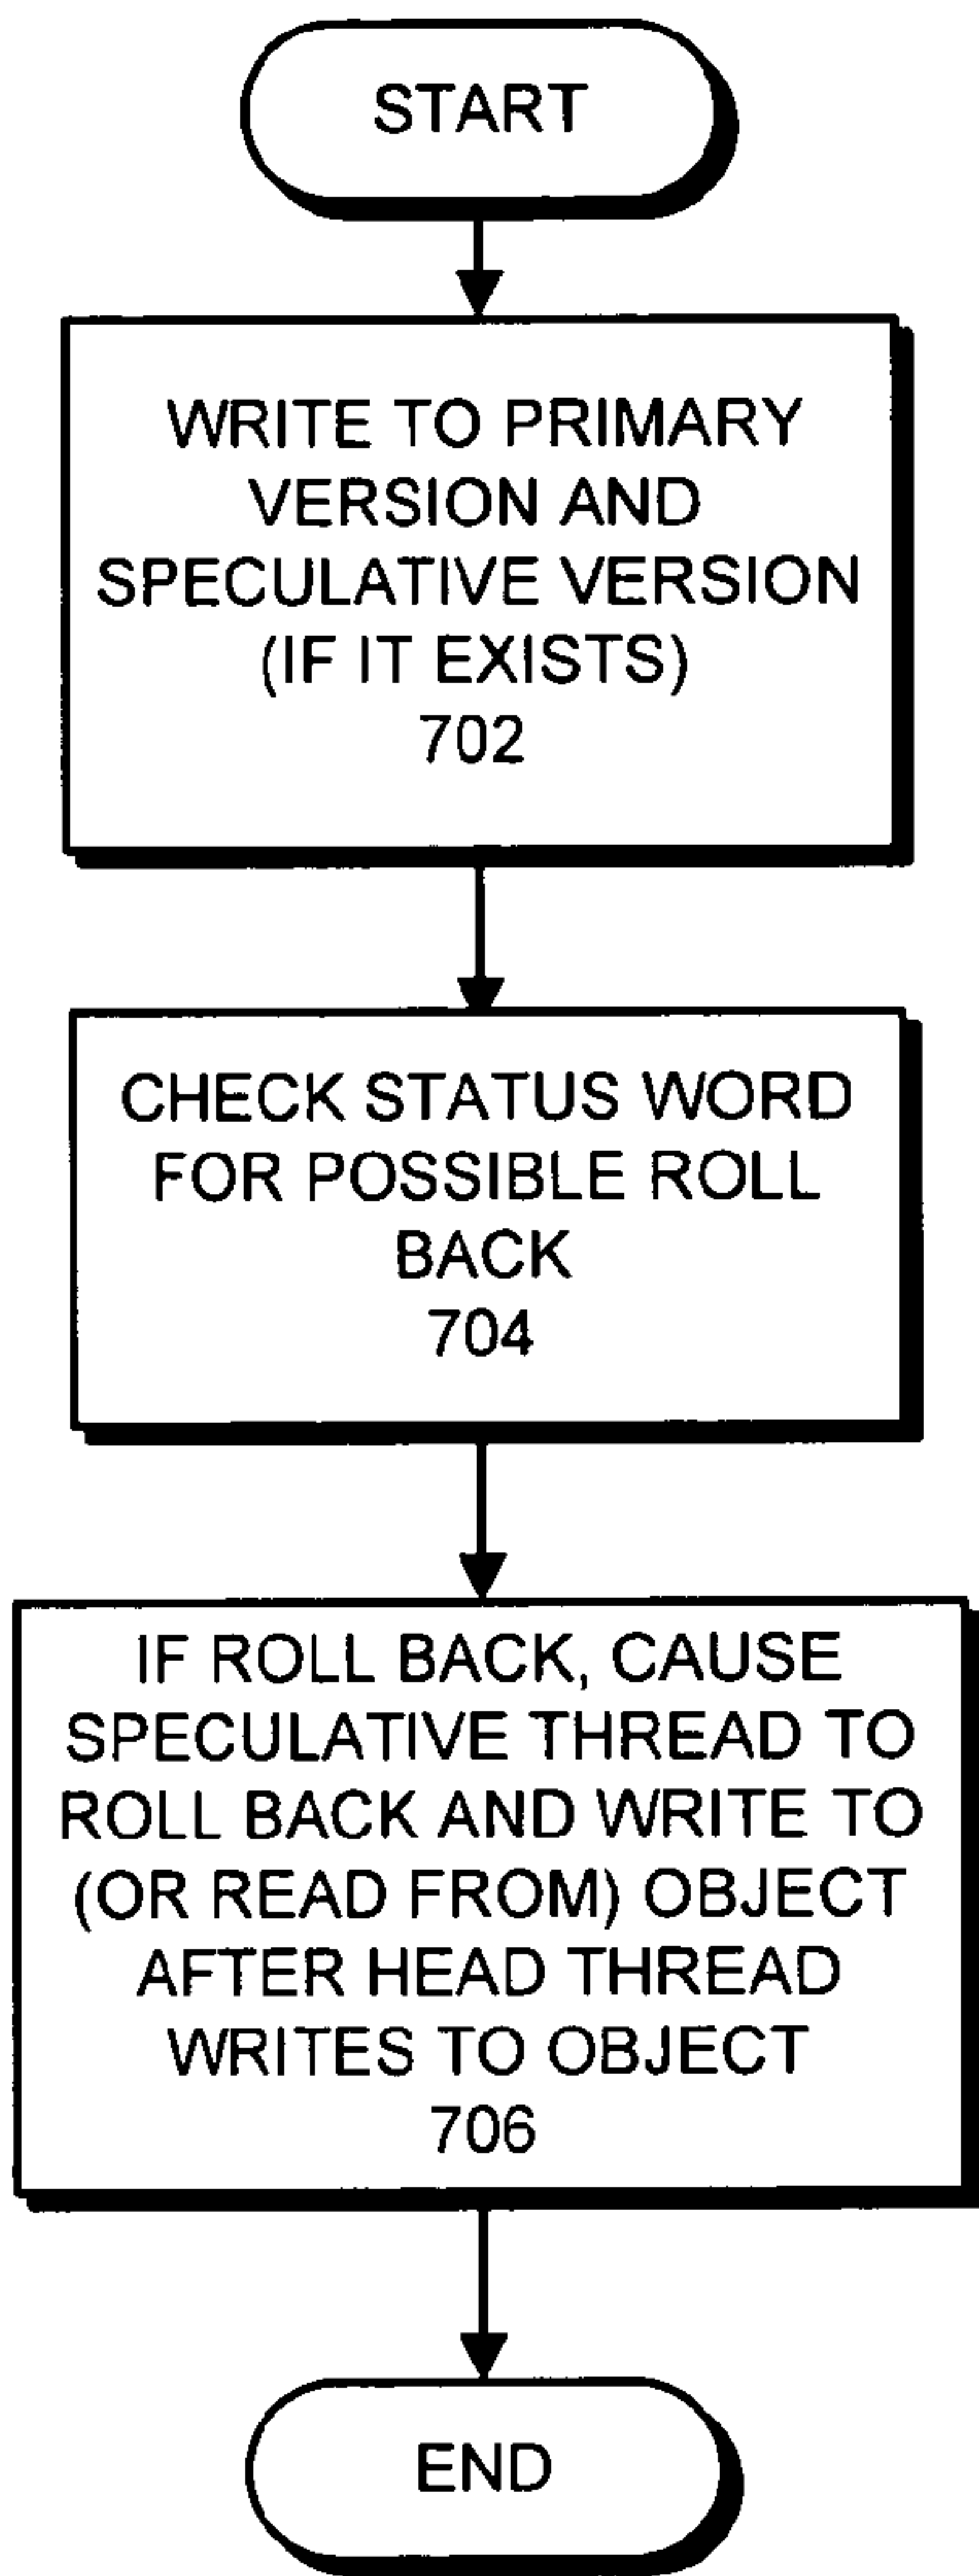 START
WRITE TO PRIMARY
VERSION AND
SPECULATIVE VERSION
(IF IT EXISTS)
702
CHECK STATUS WORD
FOR POSSIBLE ROLL
BACK
704
IF ROLL BACK, CAUSE
SPECULATIVE THREAD TO
ROLL BACK AND WRITE TO
(OR READ FROM) OBJECT
AFTER HEAD THREAD
WRITES TO OBJECT
706
END